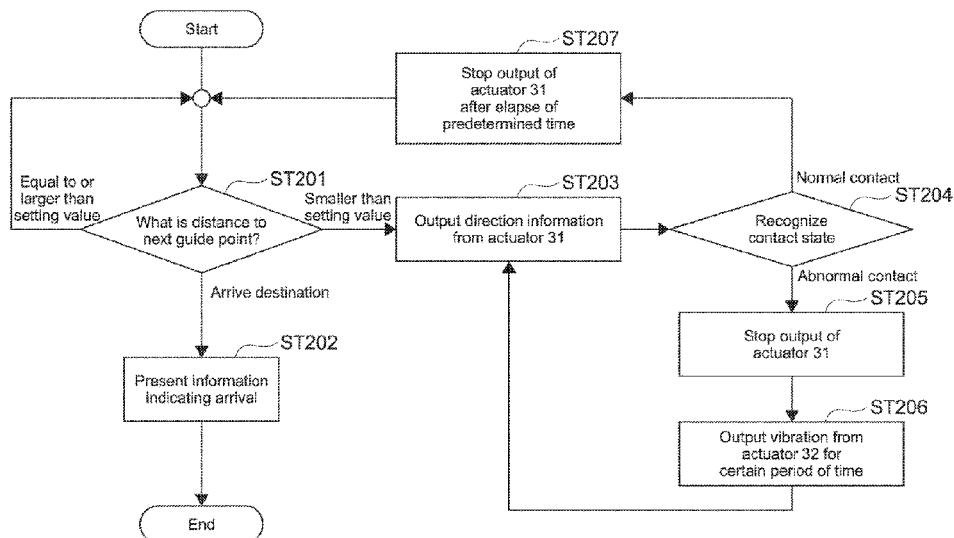 Start
ST207
Stop output of
actuator 31
after elapse of
predetermined time
Equal to or
larger than
setting value
ST201
What is distance to
next guide point?
Smaller than
setting value
ST203
Output direction information
from actuator 31
Normal contact
ST204
Recognize
contact state
Abnormal contact
Arrive destination
ST205
Stop output of
actuator 31
ST202
Present information
indicating arrival
ST206
Output vibration from
actuator 32 for
certain period of time
End